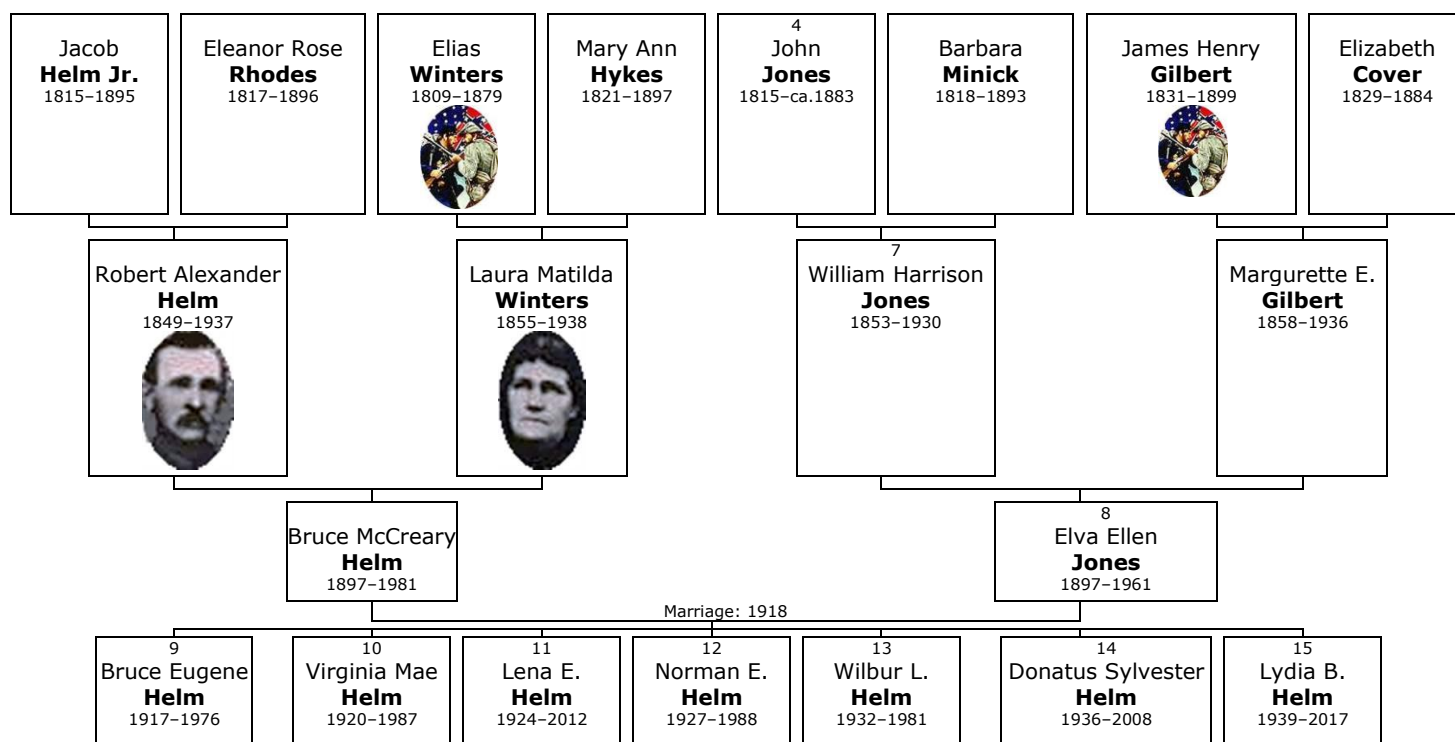 Jacob
Helm Jr.
1815–1895
Eleanor Rose
Rhodes
1817–1896
Elias
Winters
1809–1879
Mary Ann
Hykes
1821–1897
4
John
Jones
1815–ca.1883
Barbara
Minick
1818–1893
James Henry
Gilbert
1831–1899
Elizabeth
Cover
1829–1884
Robert Alexander
Helm
1849–1937
Laura Matilda
Winters
1855–1938
7
William Harrison
Jones
1853–1930
Margurette E.
Gilbert
1858–1936
Bruce McCreary
Helm
1897–1981
8
Elva Ellen
Jones
1897–1961
Marriage: 1918
9
Bruce Eugene
Helm
1917–1976
10
Virginia Mae
Helm
1920–1987
11
Lena E.
Helm
1924–2012
12
Norman E.
Helm
1927–1988
13
Wilbur L.
Helm
1932–1981
14
Donatus Sylvester
Helm
1936–2008
15
Lydia B.
Helm
1939–2017